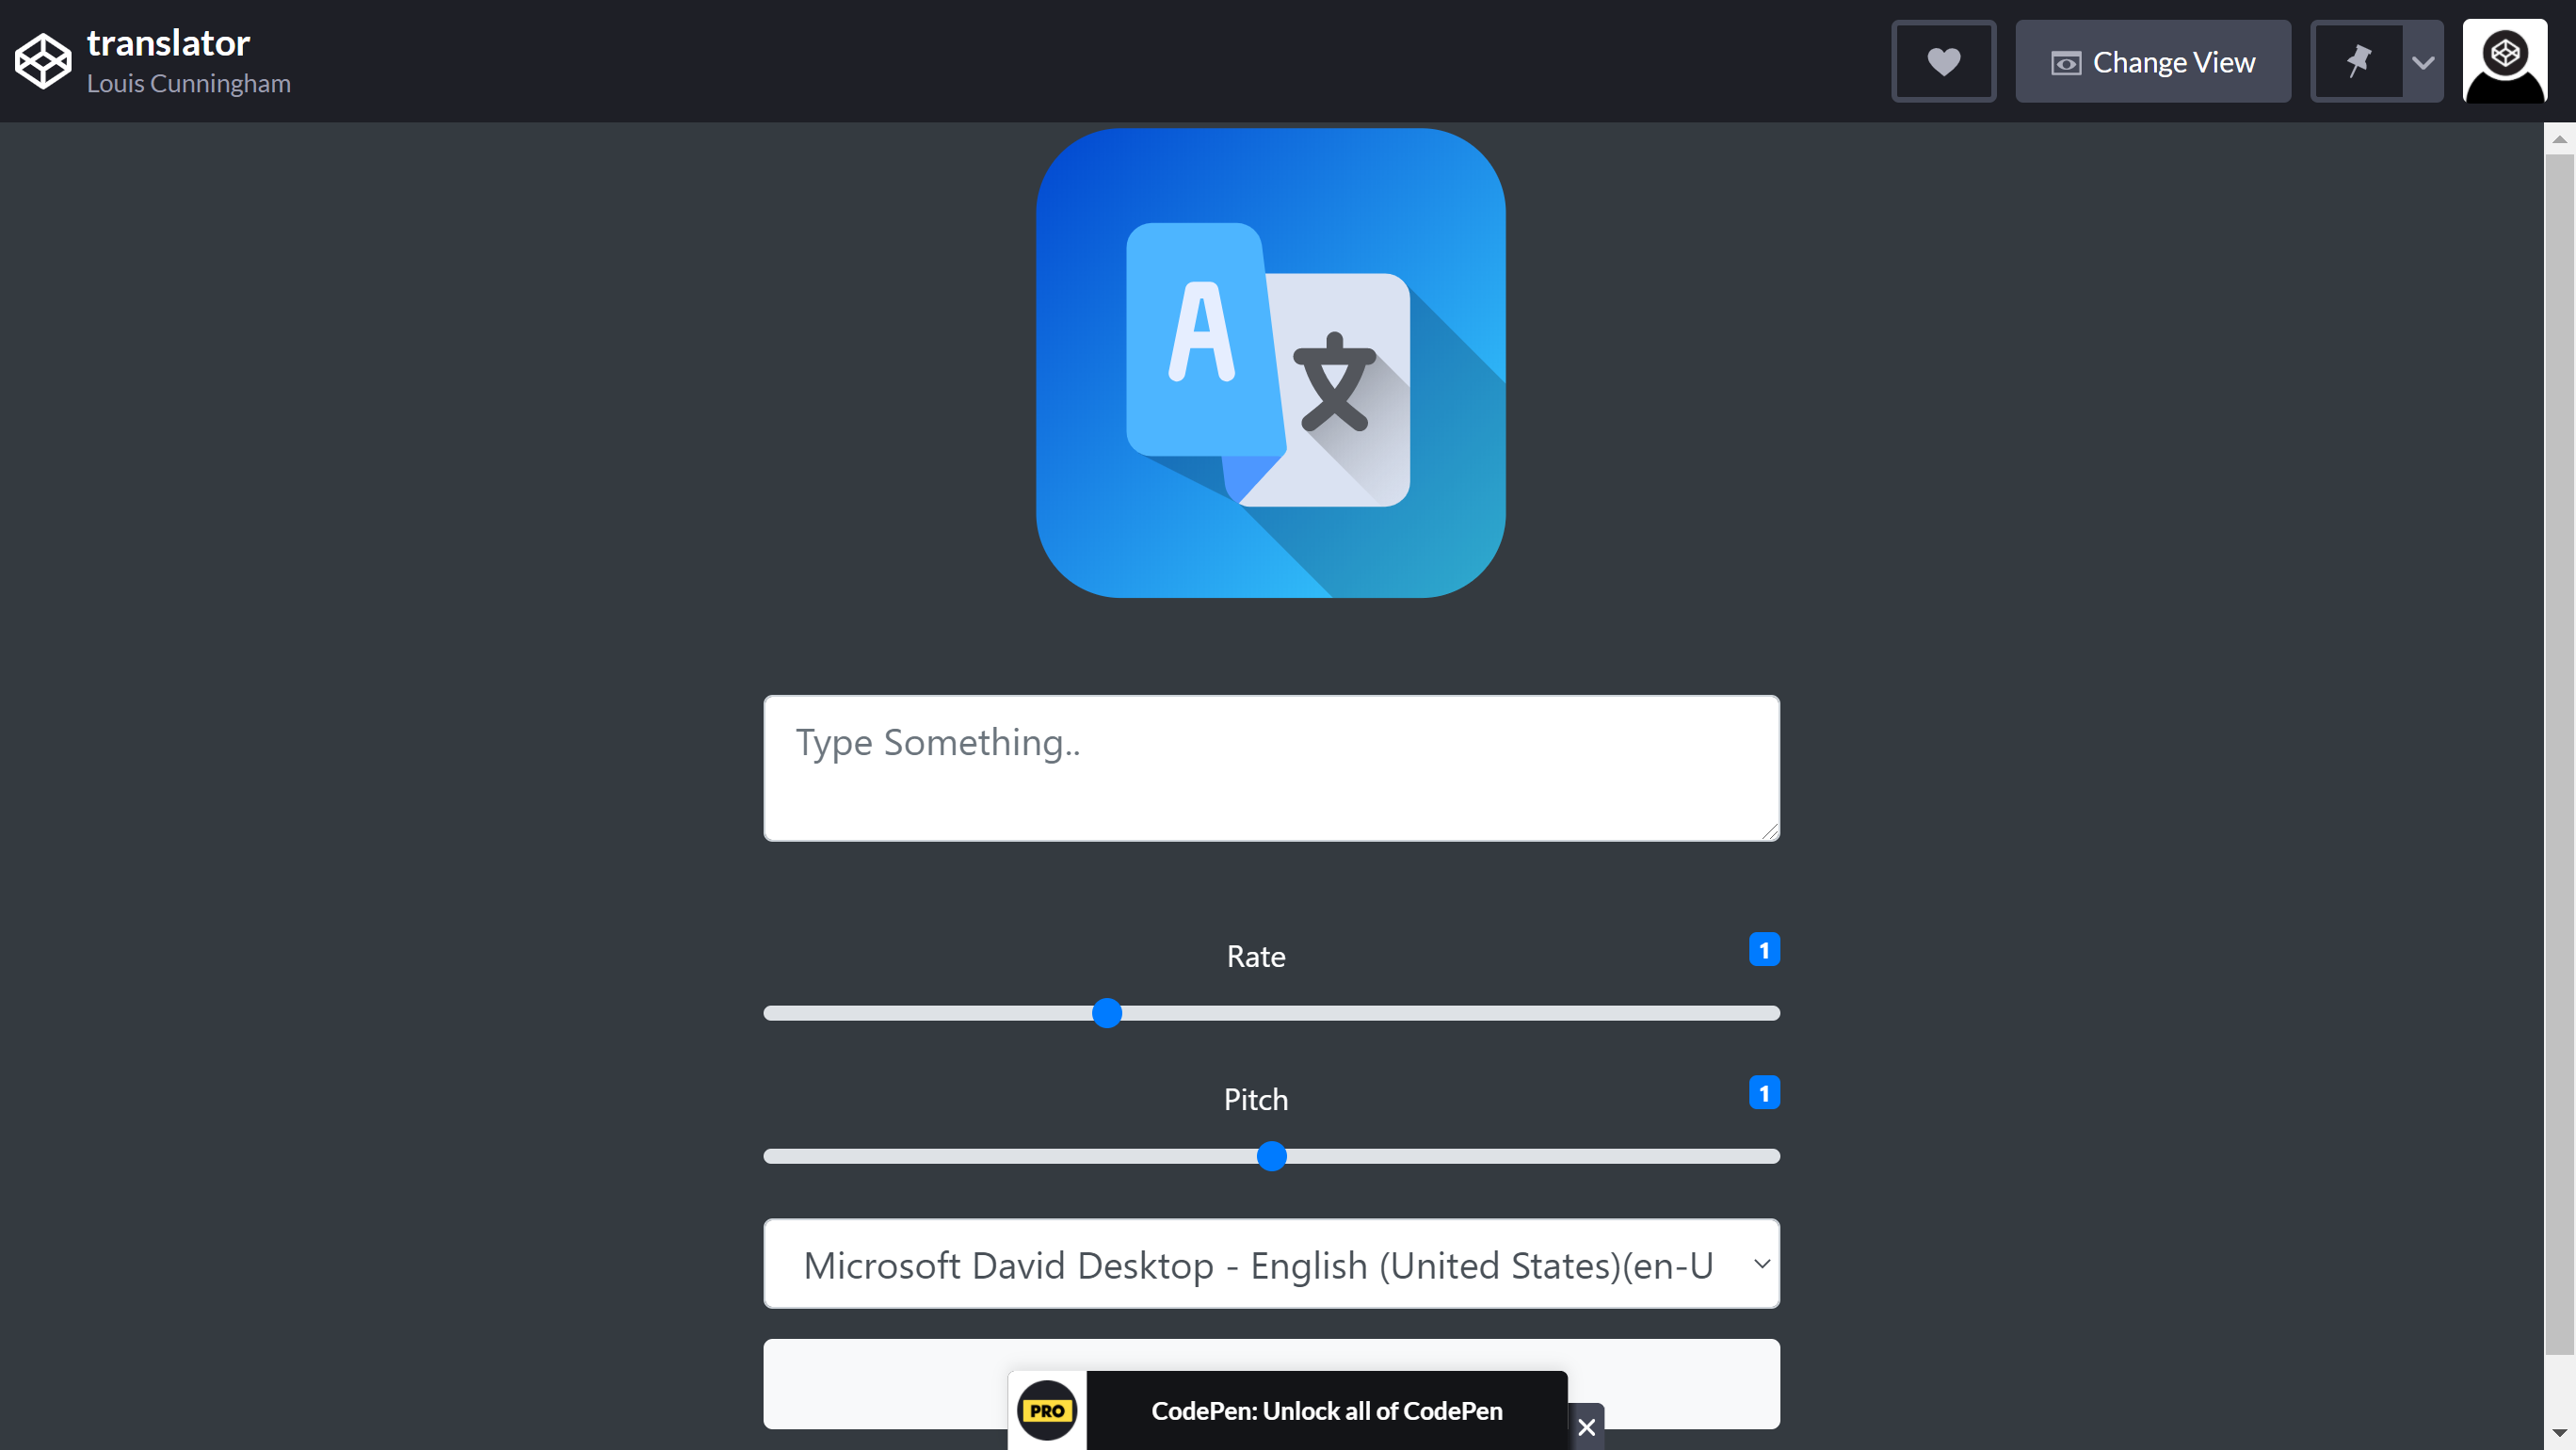 translator
Louis Cunningham
Change View
A 文
Type Something..
Rate 1
Pitch 1
Microsoft David Desktop - English (United States)(en-U
PRO CodePen: Unlock all of CodePen